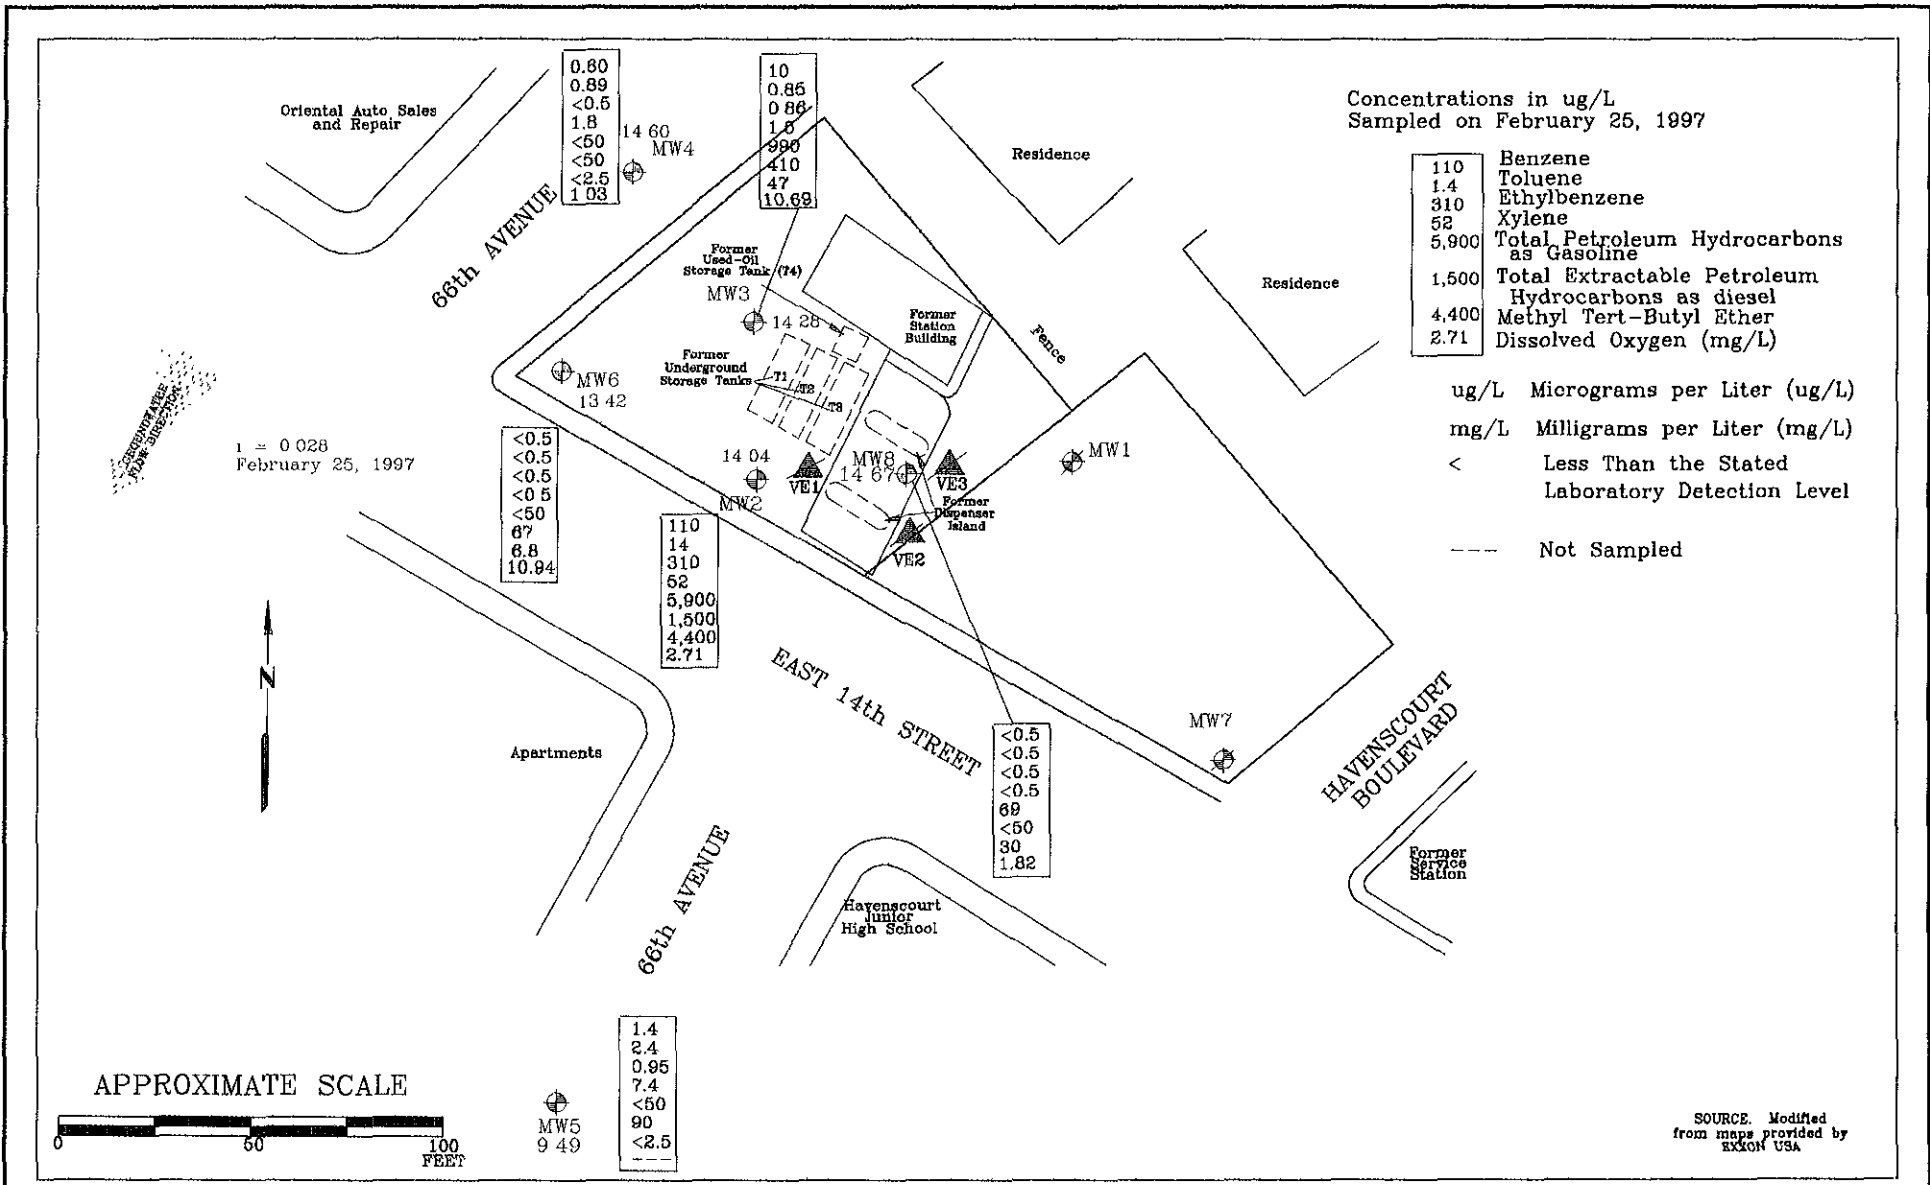 0.60
0.89
<0.5
1.8
<50
<50
<2.5
1 03
14 60
MW4
10
0.85
0 86
1.5
990
410
47
10.69
Oriental Auto Sales
and Repair
66th AVENUE
Residence
Residence
Concentrations in ug/L
Sampled on February 25, 1997
110 Benzene
1.4 Toluene
310 Ethylbenzene
52 Xylene
5,900 Total Petroleum Hydrocarbons
as Gasoline
1,500 Total Extractable Petroleum
Hydrocarbons as diesel
4,400 Methyl Tert-Butyl Ether
2.71 Dissolved Oxygen (mg/L)
ug/L Micrograms per Liter (ug/L)
mg/L Milligrams per Liter (mg/L)
< Less Than the Stated
Laboratory Detection Level
---- Not Sampled
Former
Used-Oil
Storage Tank (T4)
MW3
14 28
Former
Station
Building
Fence
Former
Underground
Storage Tanks
T1
T2
T3
MW6
13 42
GROUNDWATER
FLOW DIRECTION
i = 0 028
February 25, 1997
<0.5
<0.5
<0.5
<0 5
<50
67
6.8
10.94
14 04
MW2
VE1
MW8
14 67
VE3
MW1
Former
Dispenser
Island
VE2
110
14
310
52
5,900
1,500
4,400
2.71
N
EAST 14th STREET
<0.5
<0.5
<0.5
<0.5
69
<50
30
1.82
MW7
HAVENSCOURT
BOULEVARD
Apartments
66th AVENUE
Havenscourt
Junior
High School
Former
Service
Station
1.4
2.4
0.95
7.4
<50
90
<2.5
----
MW5
9 49
APPROXIMATE SCALE
0 50 100
FEET
SOURCE. Modified
from maps provided by
EXXON USA